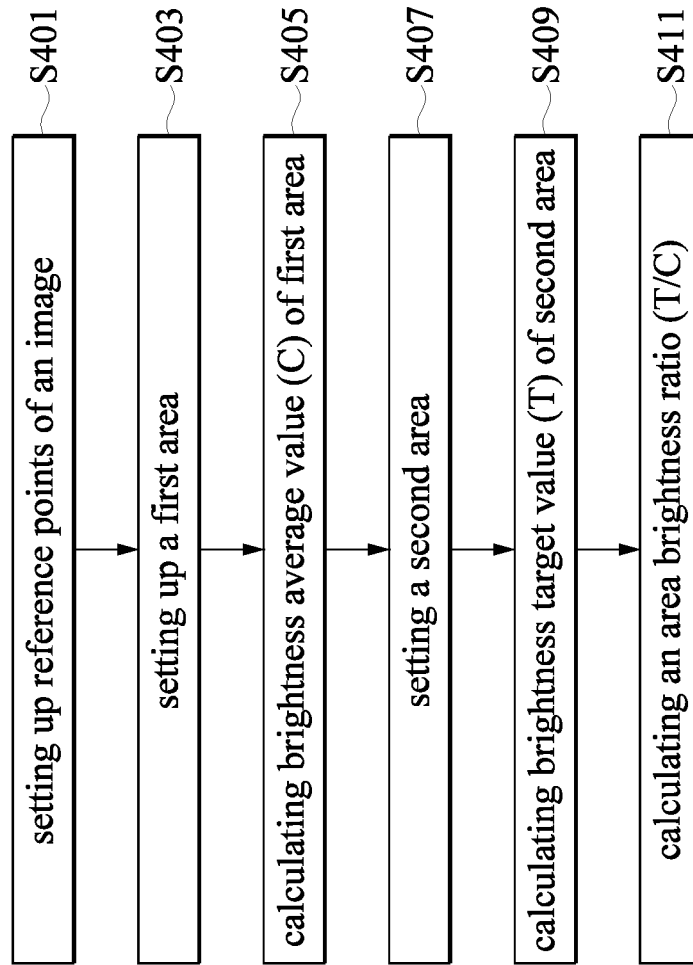 setting up reference points of an image
S401
setting up a first area
S403
calculating brightness average value (C) of first area
S405
setting a second area
S407
calculating brightness target value (T) of second area
S409
calculating an area brightness ratio (T/C)
S411